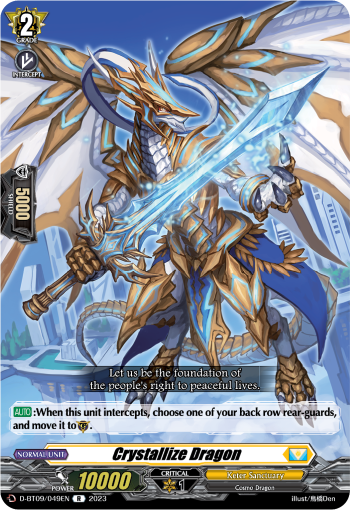 2
GRADE
INTERCEPT
5000
SHIELD
Let us be the foundation of
the people's right to peaceful lives.
AUTO:When this unit intercepts, choose one of your back row rear-guards,
and move it to .
NORMAL UNIT
Crystallize Dragon
POWER 10000
CRITICAL
1
Keter Sanctuary
Cosmo Dragon
D-BT09/049EN R 2023
illust/鳥橋Den